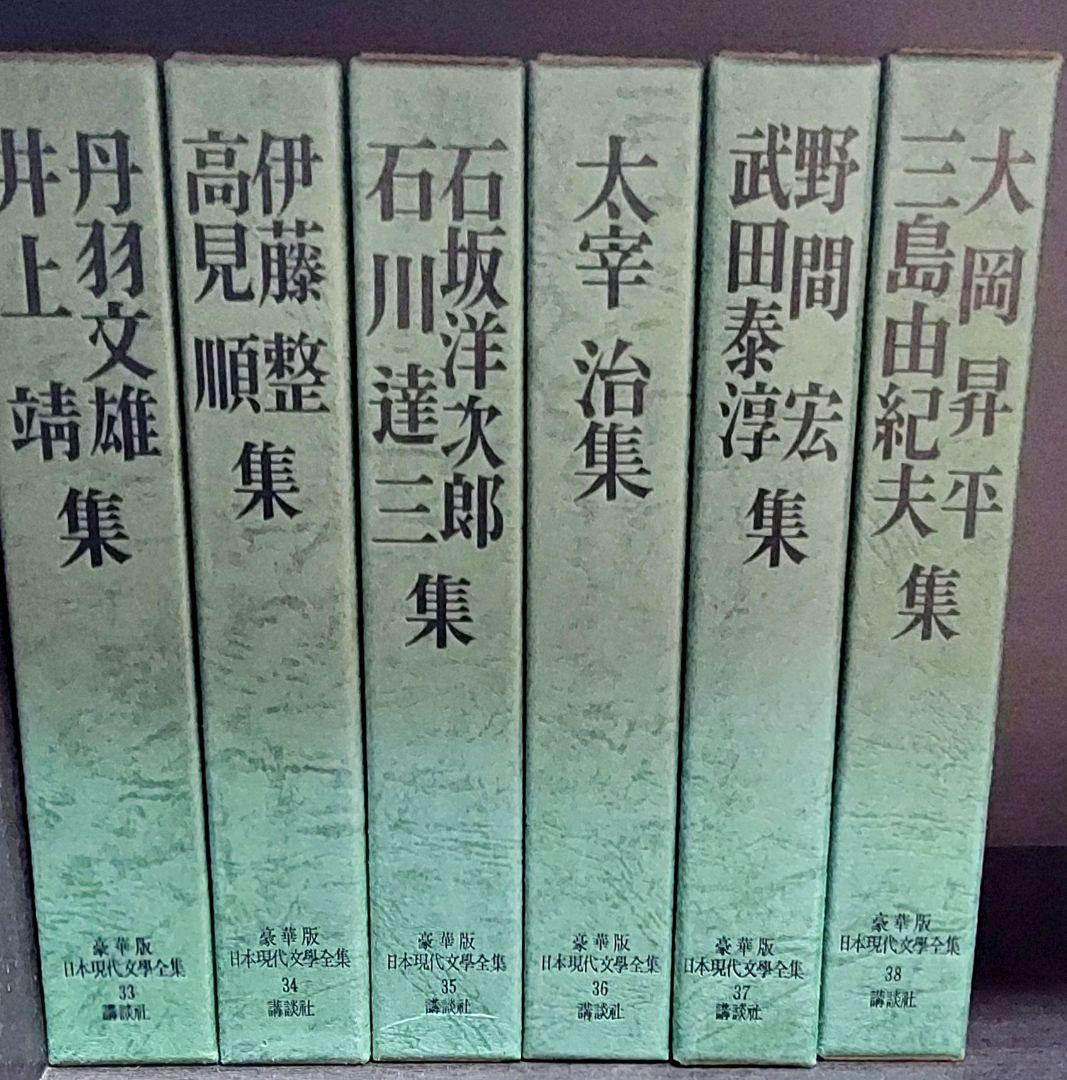 丹羽文雄
井上靖
集
豪華版
日本現代文學全集
33
講談社
伊藤整
高見順
集
豪華版
日本現代文學全集
34
講談社
石坂洋次郎
石川達三
集
豪華版
日本現代文學全集
35
講談社
太宰治集
豪華版
日本現代文學全集
36
講談社
野間宏
武田泰淳
集
豪華版
日本現代文學全集
37
講談社
大岡昇平
三島由紀夫
集
豪華版
日本現代文學全集
38
講談社